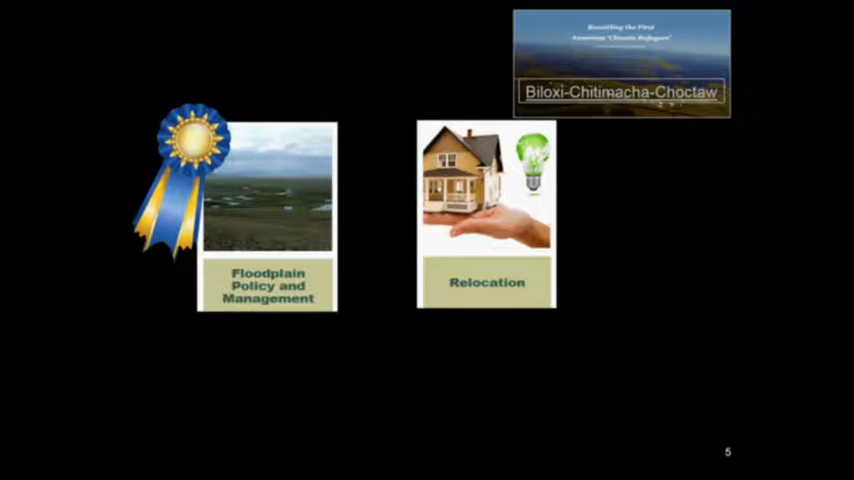 Resettling the First
American 'Climate Refugees'
Biloxi-Chitimacha-Choctaw
Floodplain
Policy and
Management
Relocation
5